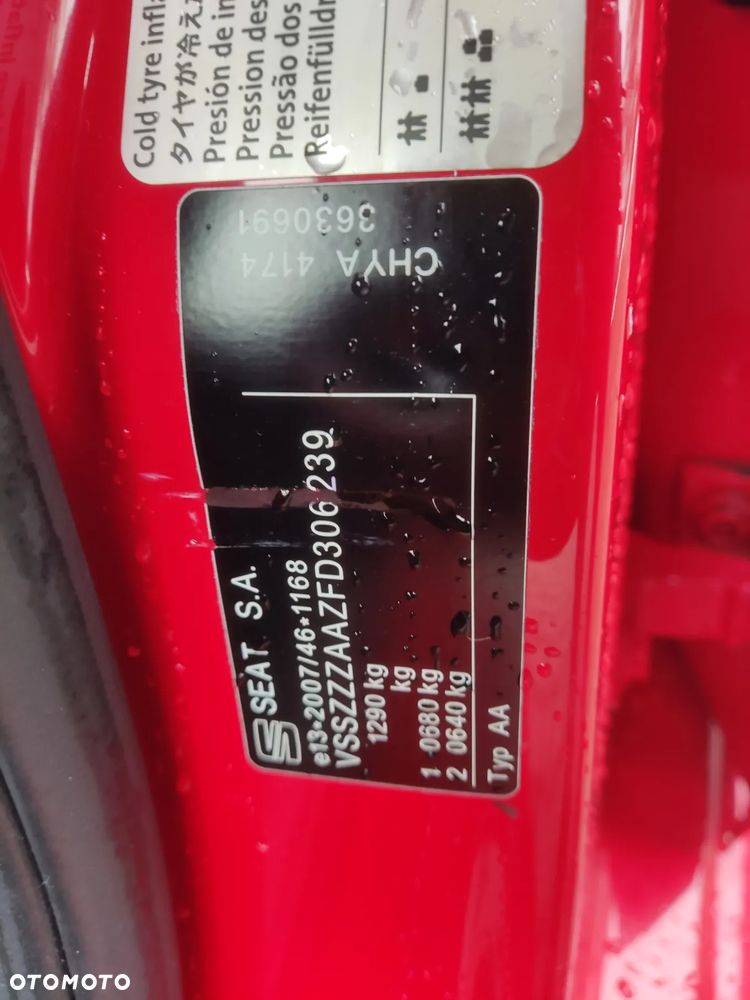 Cold tyre infla
タイヤが冷えた
Presión de in
Pression des
Pressão dos
Reifenfülldr
3630691
CHYA 4174
SEAT S.A.
e13*2007/46*1168
VSSZZZAAZFD306239
1290 kg
kg
1 0680 kg
2 0640 kg
Typ AA
OTOMOTO